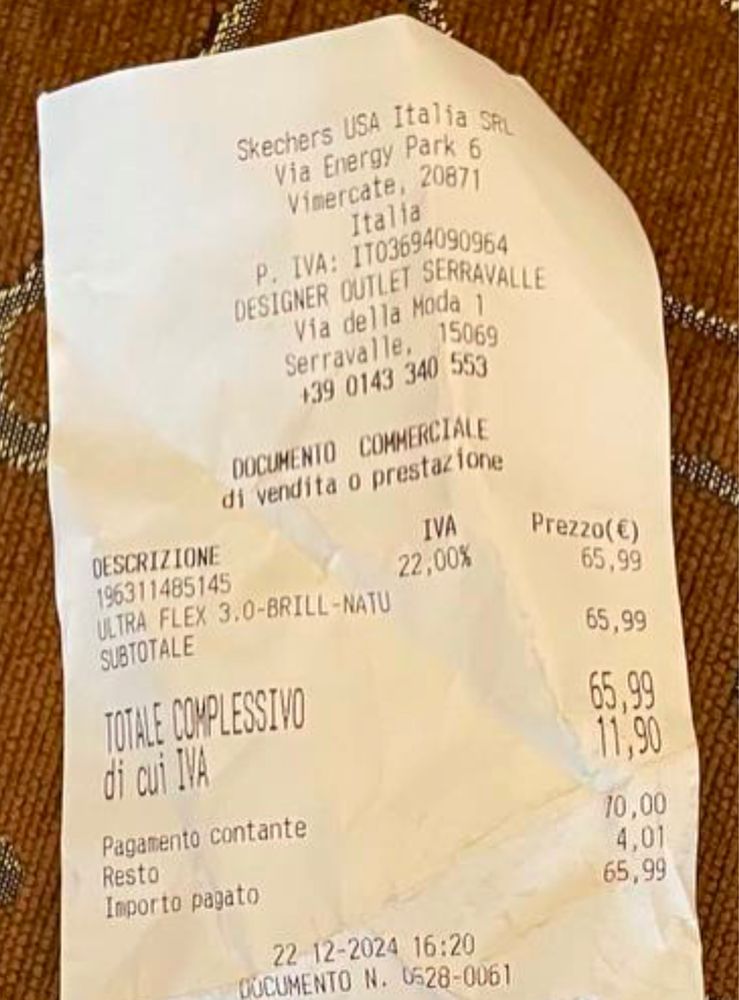 Skechers USA Italia SRL
Via Energy Park 6
Vimercate, 20871
Italia
P. IVA: IT03694090964
DESIGNER OUTLET SERRAVALLE
Via della Moda 1
Serravalle, 15069
+39 0143 340 553
DOCUMENTO COMMERCIALE
di vendita o prestazione
DESCRIZIONE IVA Prezzo(€)
196311485145 22,00% 65,99
ULTRA FLEX 3.0-BRILL-NATU
SUBTOTALE 65,99
TOTALE COMPLESSIVO 65,99
di cui IVA 11,90
Pagamento contante 70,00
Resto 4,01
Importo pagato 65,99
22-12-2024 16:20
DOCUMENTO N. 0528-0061